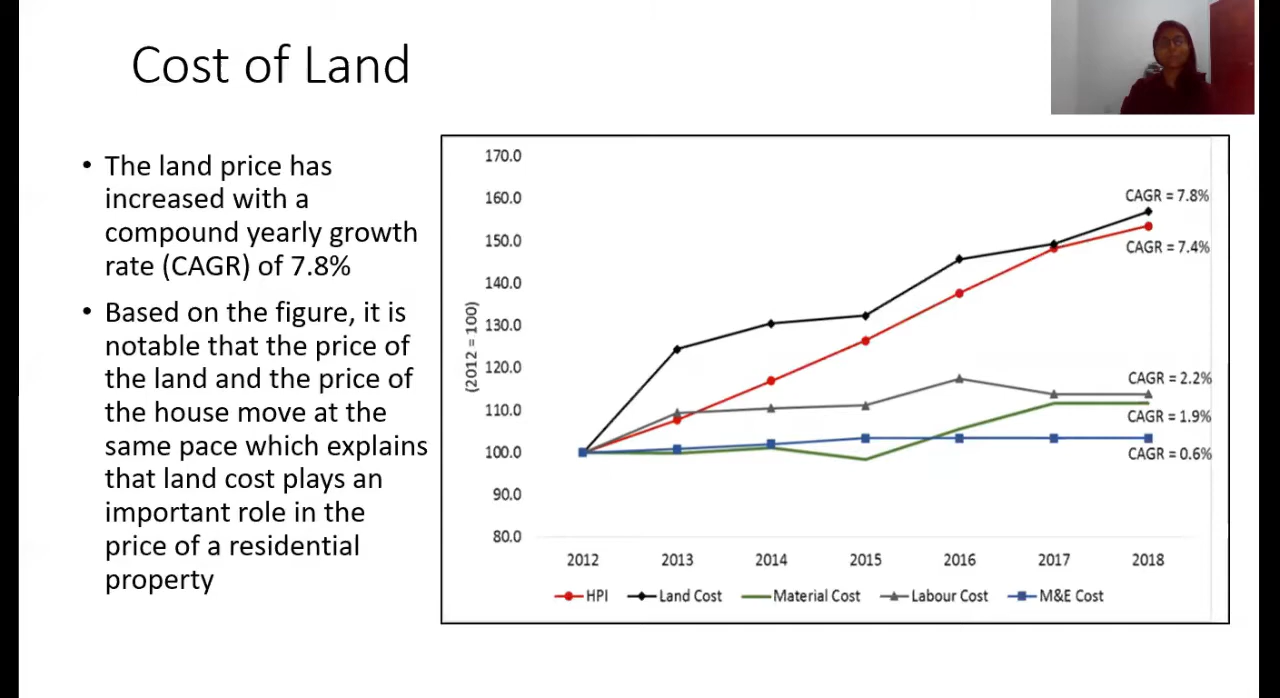 Cost of Land
• The land price has
increased with a
compound yearly growth
rate (CAGR) of 7.8%
• Based on the figure, it is
notable that the price of
the land and the price of
the house move at the
same pace which explains
that land cost plays an
important role in the
price of a residential
property
170.0
160.0
150.0
140.0
130.0
120.0
110.0
100.0
90.0
80.0
(2012 = 100)
CAGR = 7.8%
CAGR = 7.4%
CAGR = 2.2%
CAGR = 1.9%
CAGR = 0.6%
2012 2013 2014 2015 2016 2017 2018
HPI Land Cost Material Cost Labour Cost M&E Cost